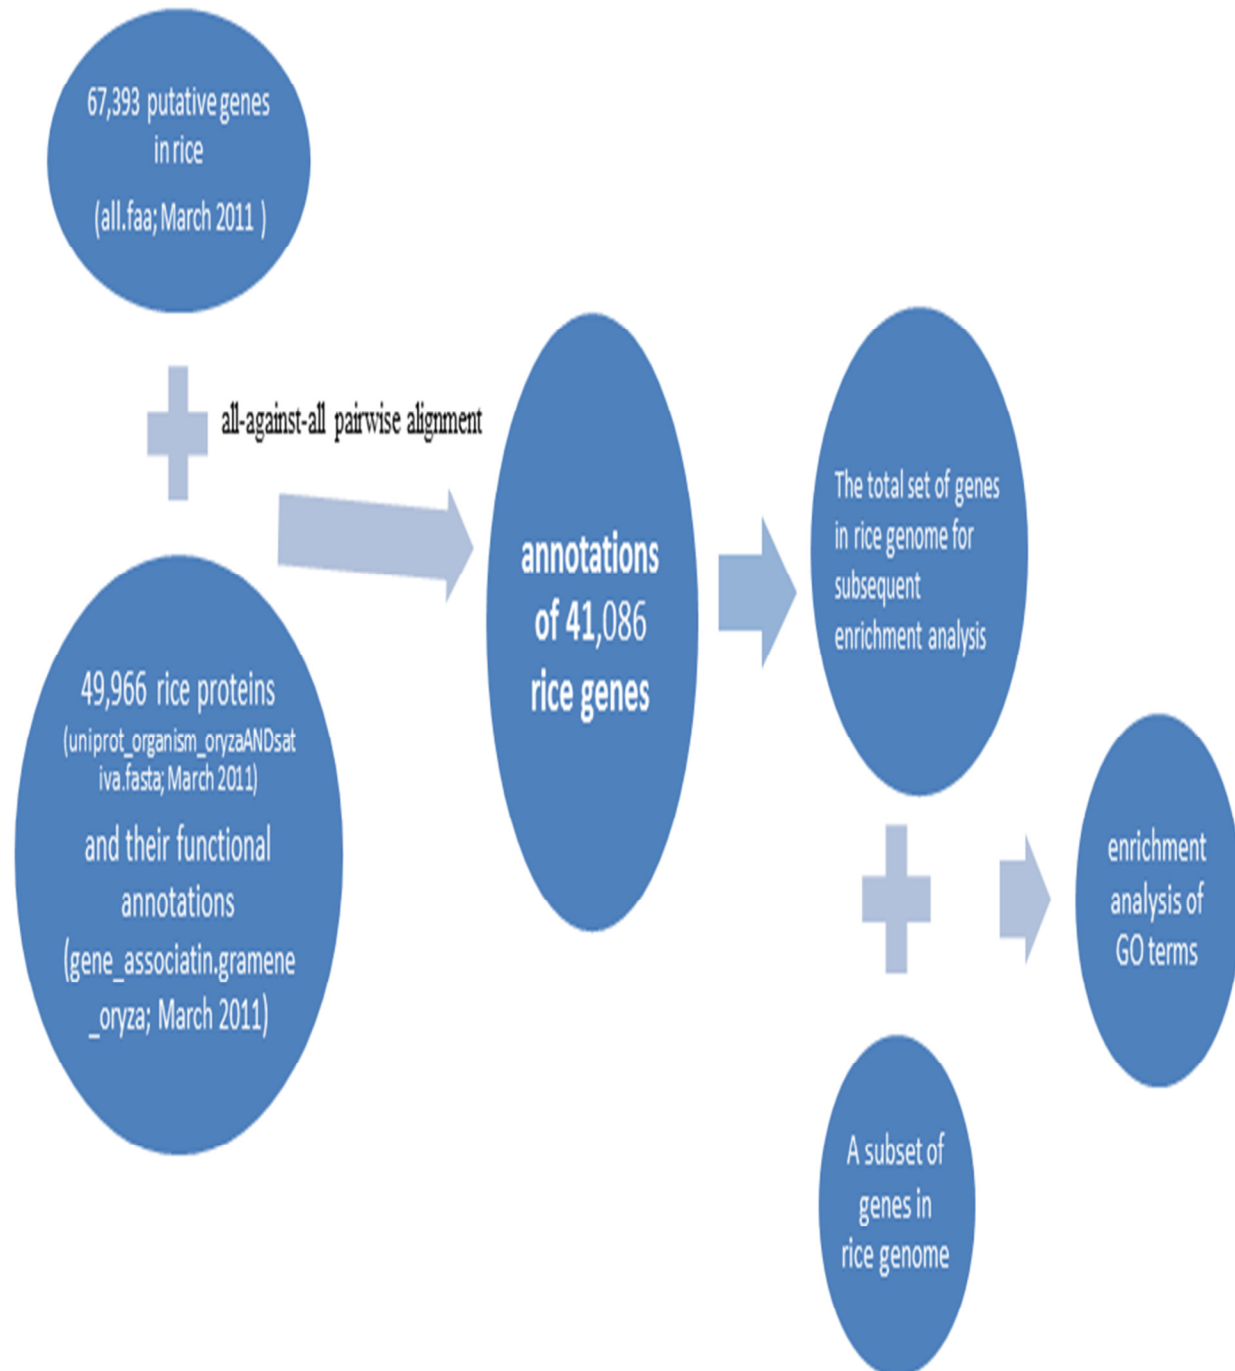 67,393 putative genes
in rice
(all.faa; March 2011 )
all-against-all pairwise alignment
49,966 rice proteins
(uniprot_organism_oryzaANDsat
iva.fasta; March 2011)
and their functional
annotations
(gene_associatin.gramene
_oryza; March 2011)
annotations
of 41,086
rice genes
The total set of genes
in rice genome for
subsequent
enrichment analysis
A subset of
genes in
rice genome
enrichment
analysis of
GO terms